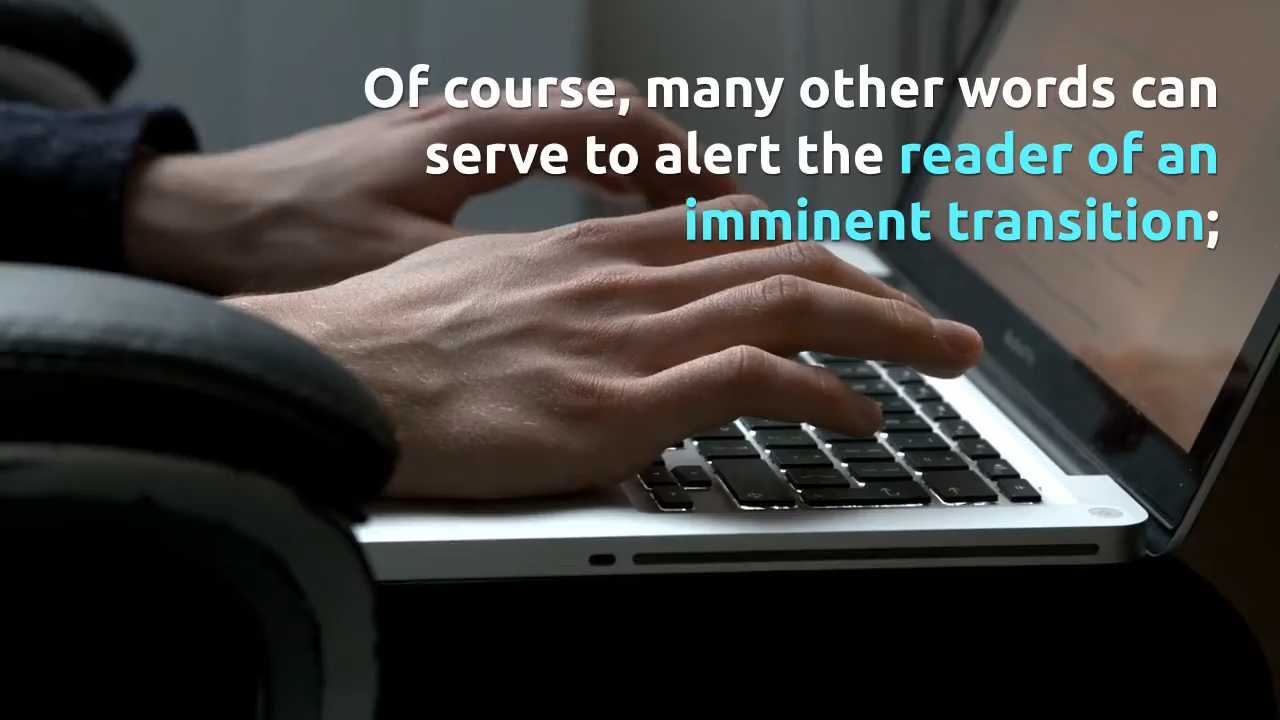 Of course, many other words can
serve to alert the reader of an
imminent transition;